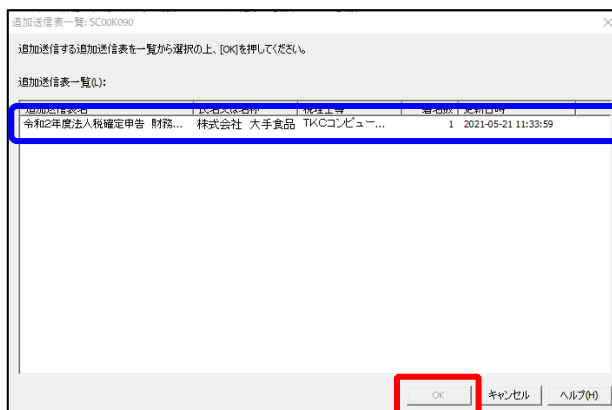 追加送信表一覧: SC00K090
追加送信する追加送信表を一覧から選択の上、[OK]を押してください。
追加送信表一覧(L):
追加送信表名 氏名又は名称 税理士等 署名数 更新日時
令和2年度法人税確定申告 財務... 株式会社 大手食品 TKCコンピュー... 1 2021-05-21 11:33:59
OK キャンセル ヘルプ(H)